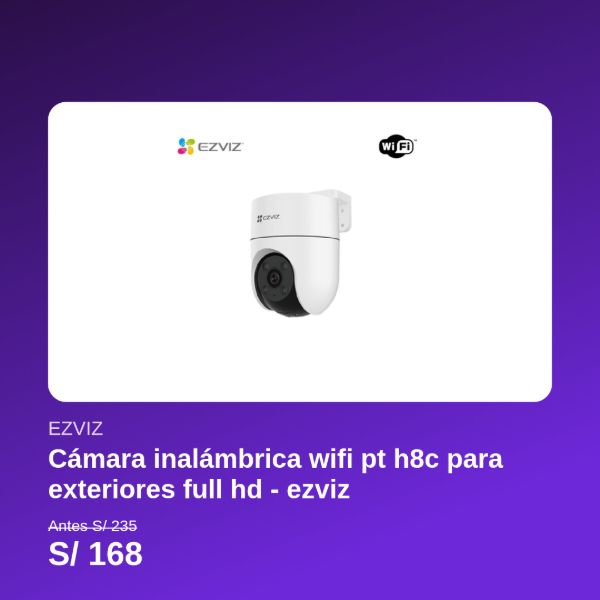 EZVIZ
WiFi
EZVIZ
EZVIZ
Cámara inalámbrica wifi pt h8c para
exteriores full hd - ezviz
Antes S/ 235
S/ 168